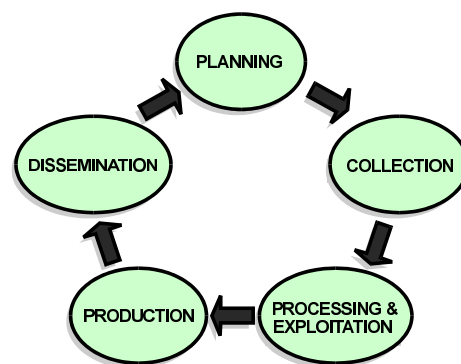 PLANNING
COLLECTION
PROCESSING &
EXPLOITATION
PRODUCTION
DISSEMINATION